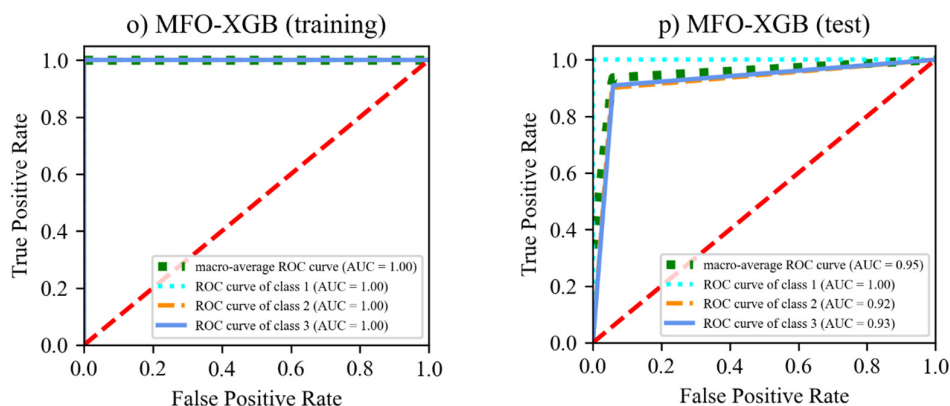 o) MFO-XGB (training)
1.0
0.8
0.6
0.4
0.2
0.0
True Positive Rate
macro-average ROC curve (AUC = 1.00)
ROC curve of class 1 (AUC = 1.00)
ROC curve of class 2 (AUC = 1.00)
ROC curve of class 3 (AUC = 1.00)
0.0 0.2 0.4 0.6 0.8 1.0
False Positive Rate
p) MFO-XGB (test)
1.0
0.8
0.6
0.4
0.2
0.0
True Positive Rate
macro-average ROC curve (AUC = 0.95)
ROC curve of class 1 (AUC = 1.00)
ROC curve of class 2 (AUC = 0.92)
ROC curve of class 3 (AUC = 0.93)
0.0 0.2 0.4 0.6 0.8 1.0
False Positive Rate